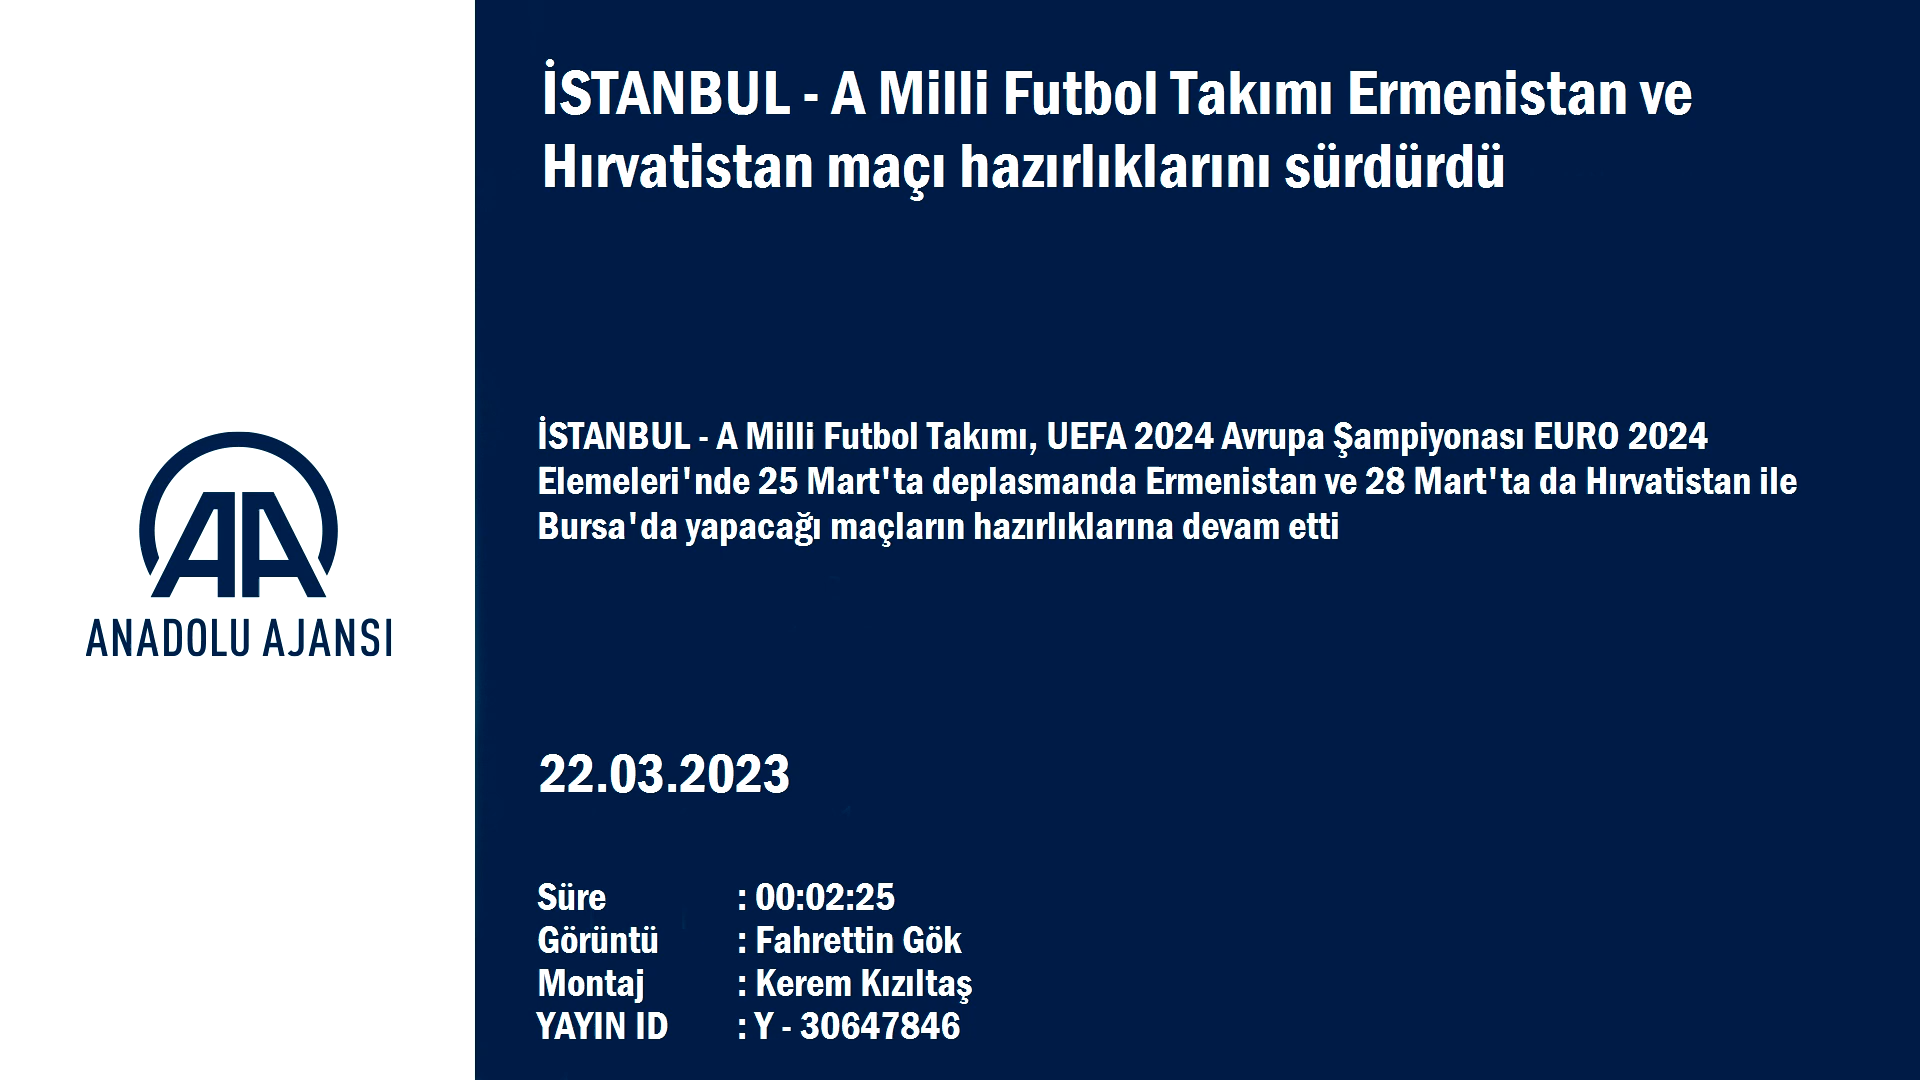 İSTANBUL - A Milli Futbol Takımı Ermenistan ve
Hırvatistan maçı hazırlıklarını sürdürdü
İSTANBUL - A Milli Futbol Takımı, UEFA 2024 Avrupa Şampiyonası EURO 2024
Elemeleri'nde 25 Mart'ta deplasmanda Ermenistan ve 28 Mart'ta da Hırvatistan ile
Bursa'da yapacağı maçların hazırlıklarına devam etti
AA
ANADOLU AJANSI
22.03.2023
Süre : 00:02:25
Görüntü : Fahrettin Gök
Montaj : Kerem Kızıltaş
YAYIN ID : Y - 30647846